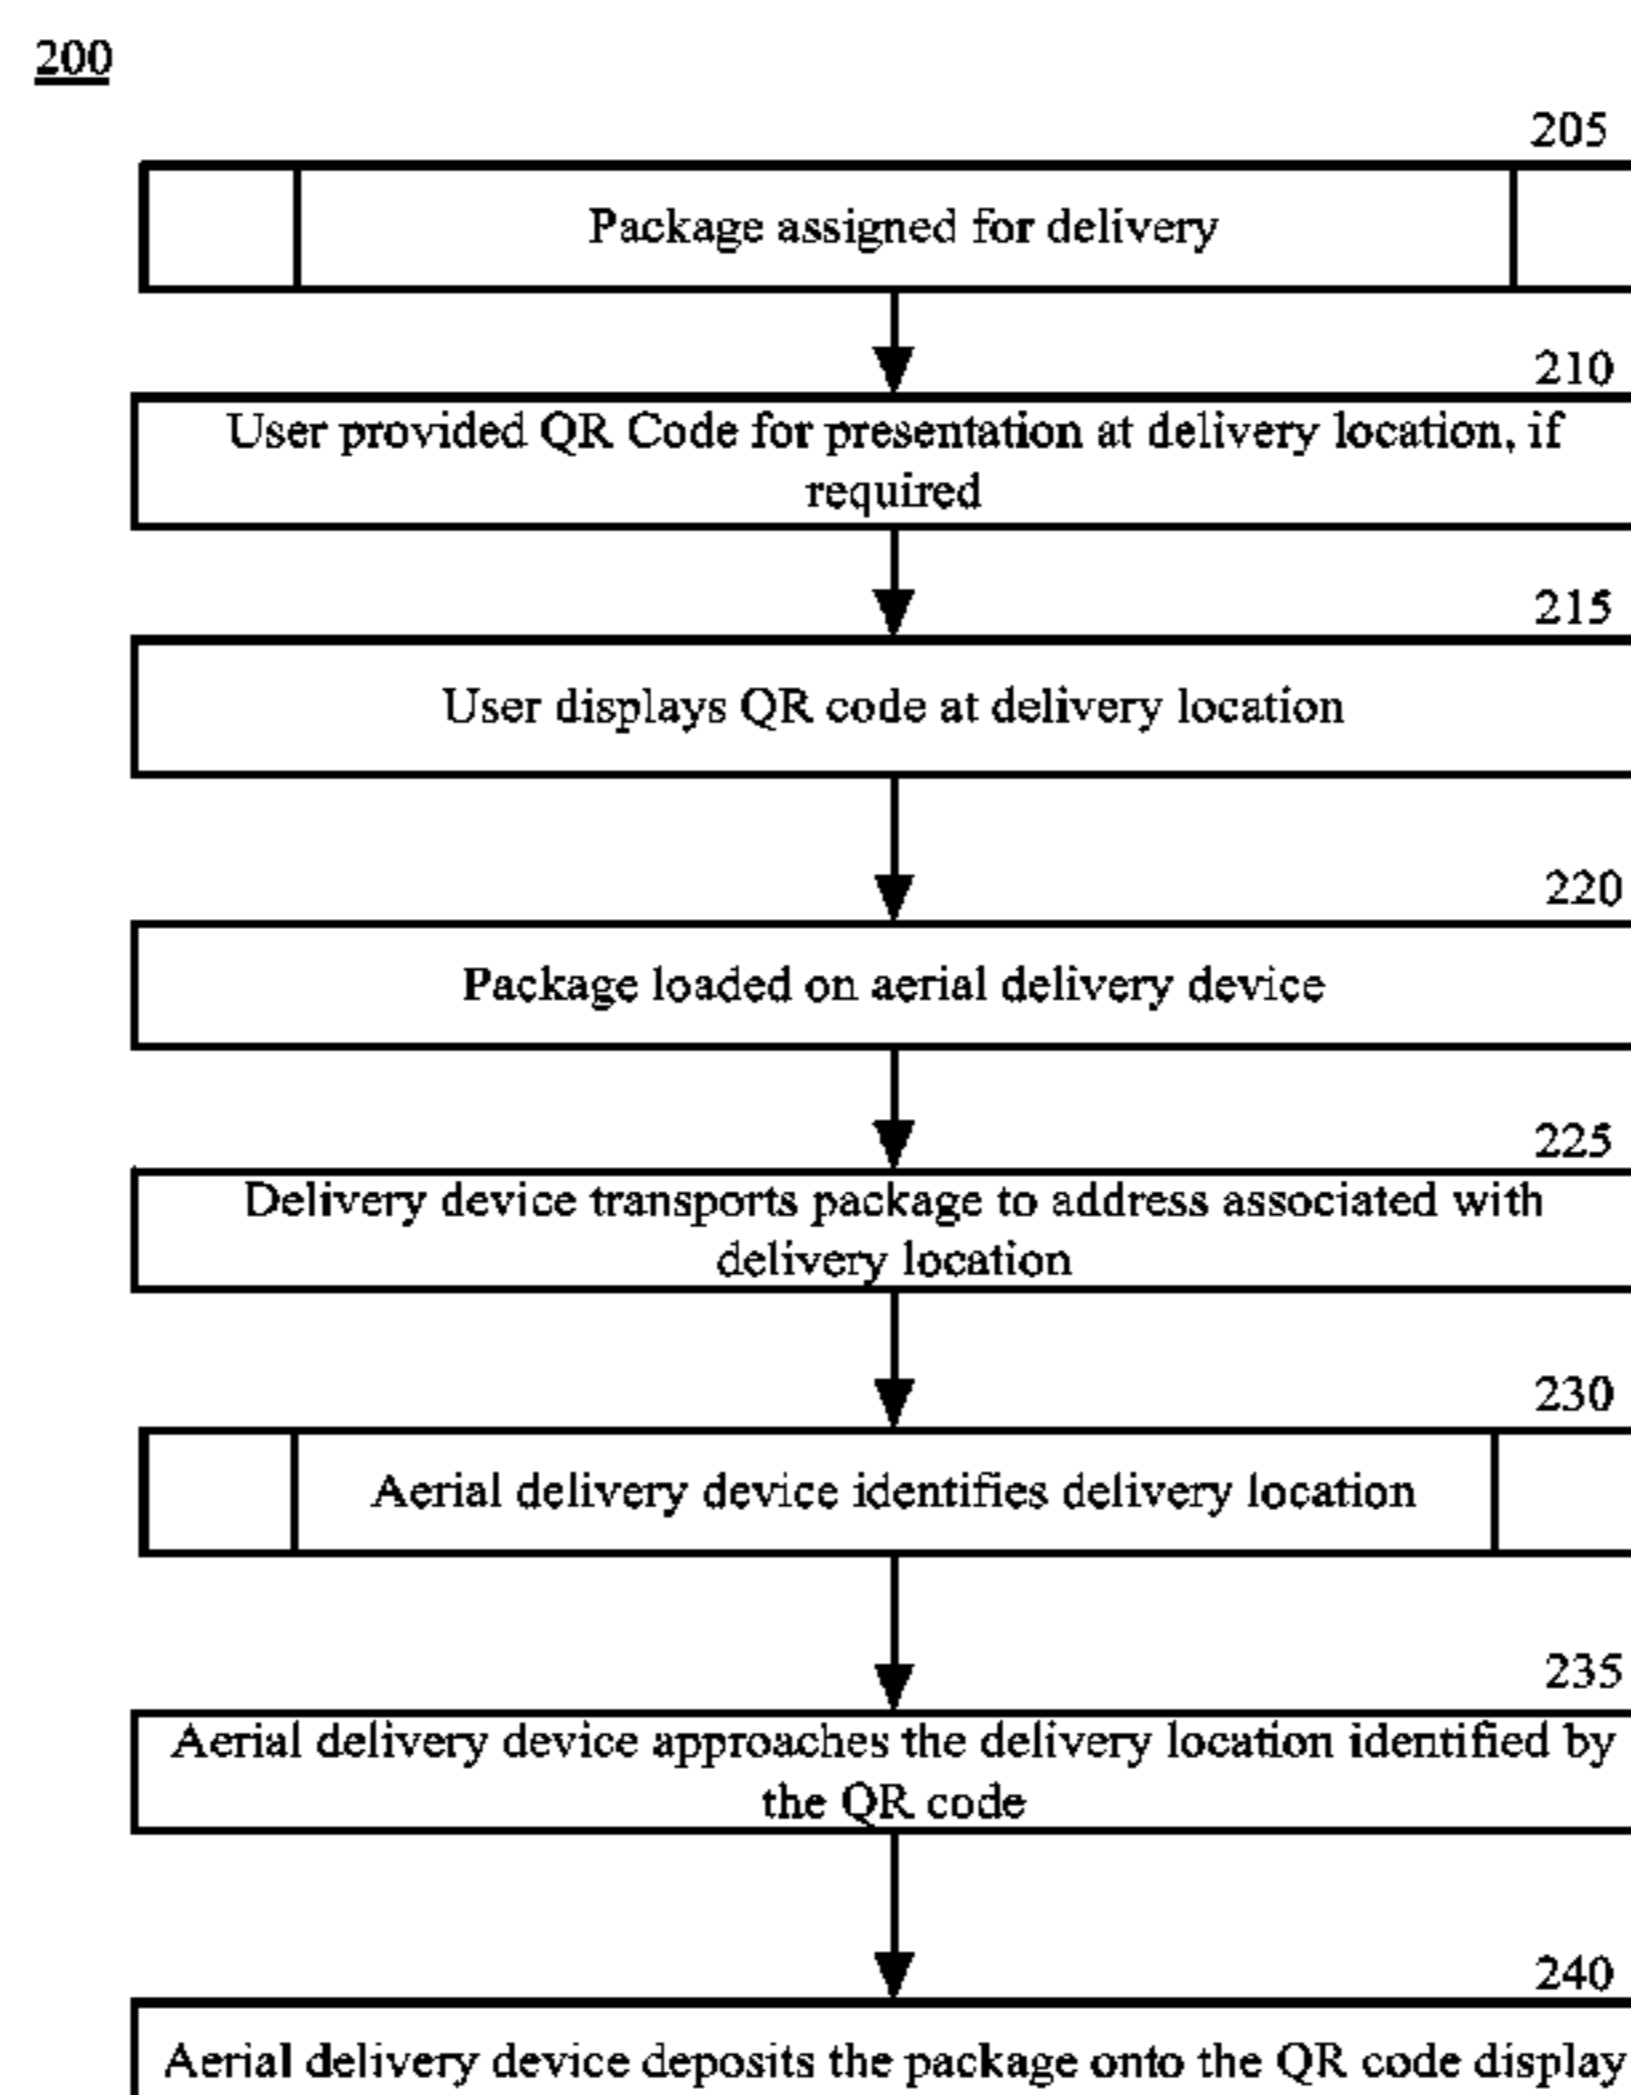 200
205
Package assigned for delivery
210
User provided QR Code for presentation at delivery location, if
required
215
User displays QR code at delivery location
220
Package loaded on aerial delivery device
225
Delivery device transports package to address associated with
delivery location
230
Aerial delivery device identifies delivery location
235
Aerial delivery device approaches the delivery location identified by
the QR code
240
Aerial delivery device deposits the package onto the QR code display